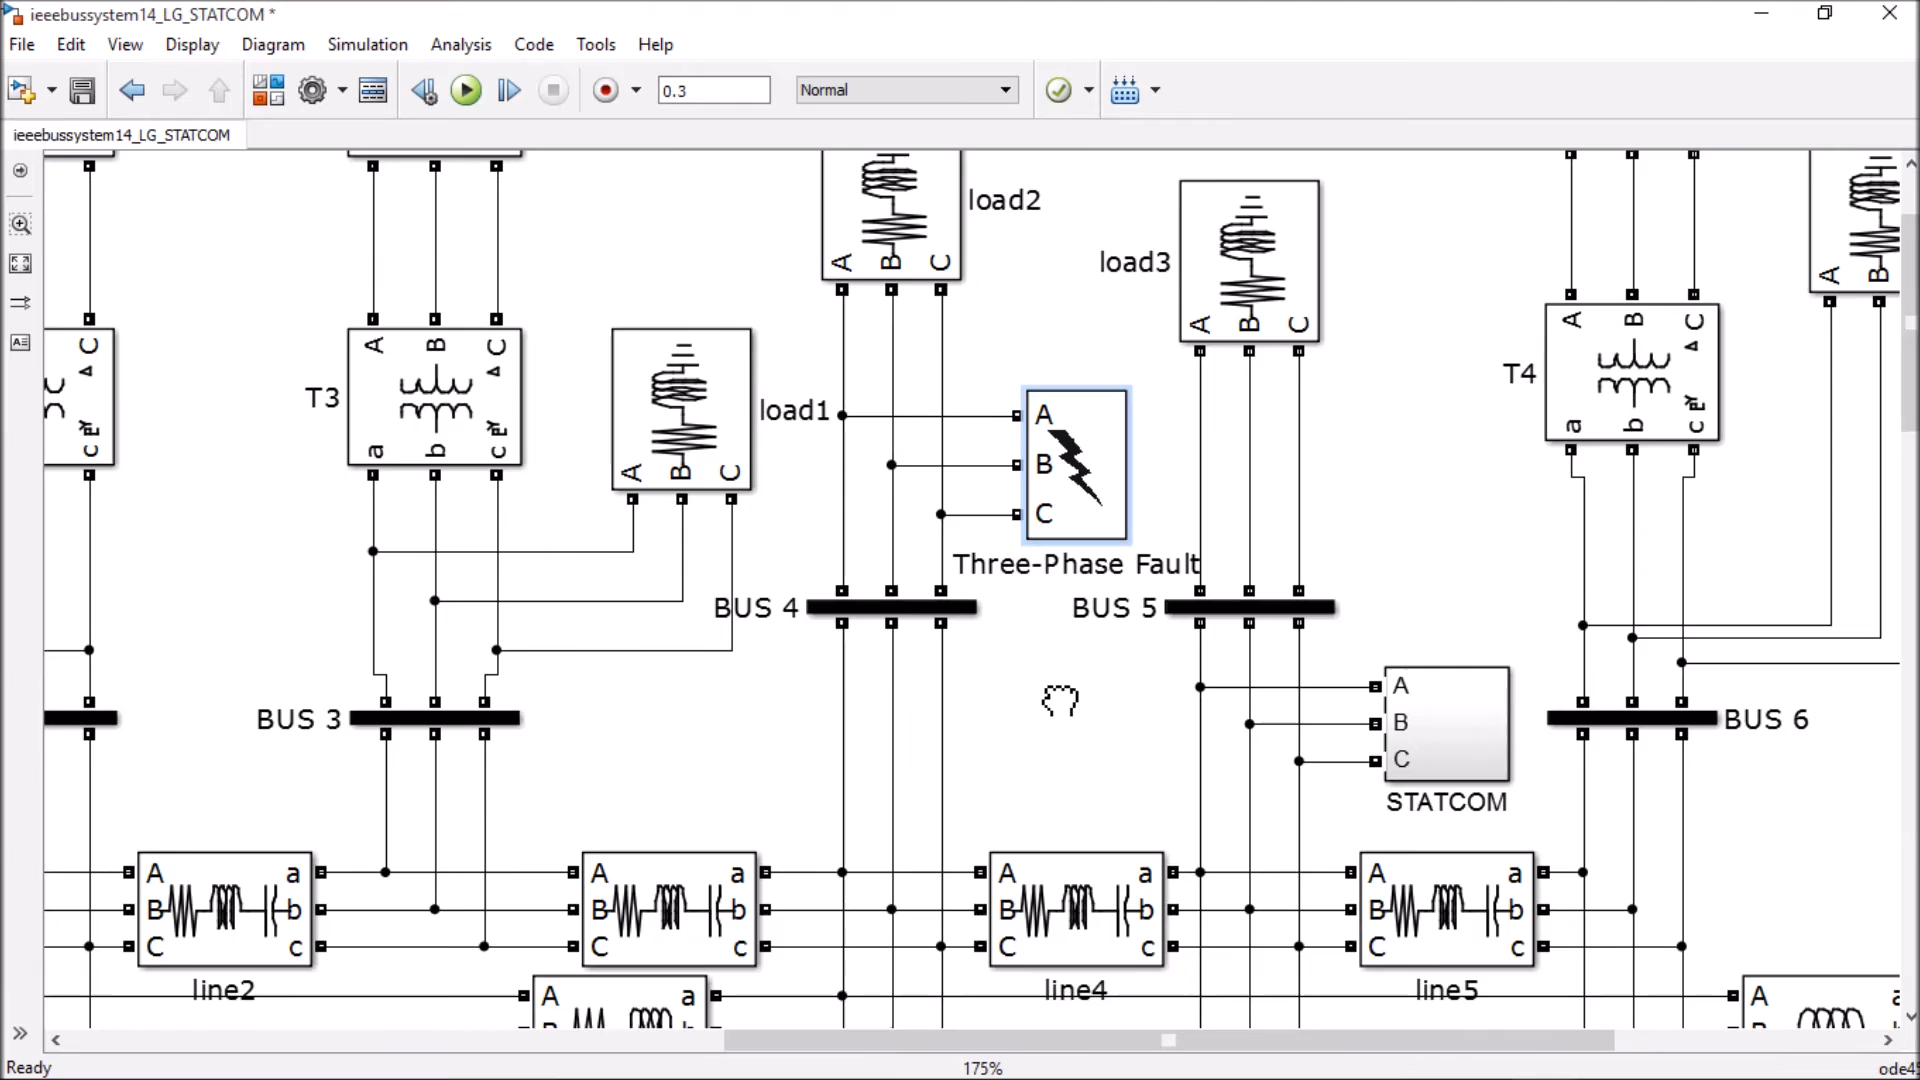 ieeebussystem14_LG_STATCOM *
File Edit View Display Diagram Simulation Analysis Code Tools Help
0.3 Normal
ieeebussystem14_LG_STATCOM
load2
A B C
load3
A B C
A B
C
c
T3
A B C
a b c
load1
A B C
A
B
C
Three-Phase Fault
T4
A B C
a b c
BUS 4
BUS 5
BUS 3
BUS 6
A
B
C
STATCOM
A a
B b
C c
line2
A a
B b
C c
A a
B b
C c
line4
A a
B b
C c
line5
A a
A
Ready
175%